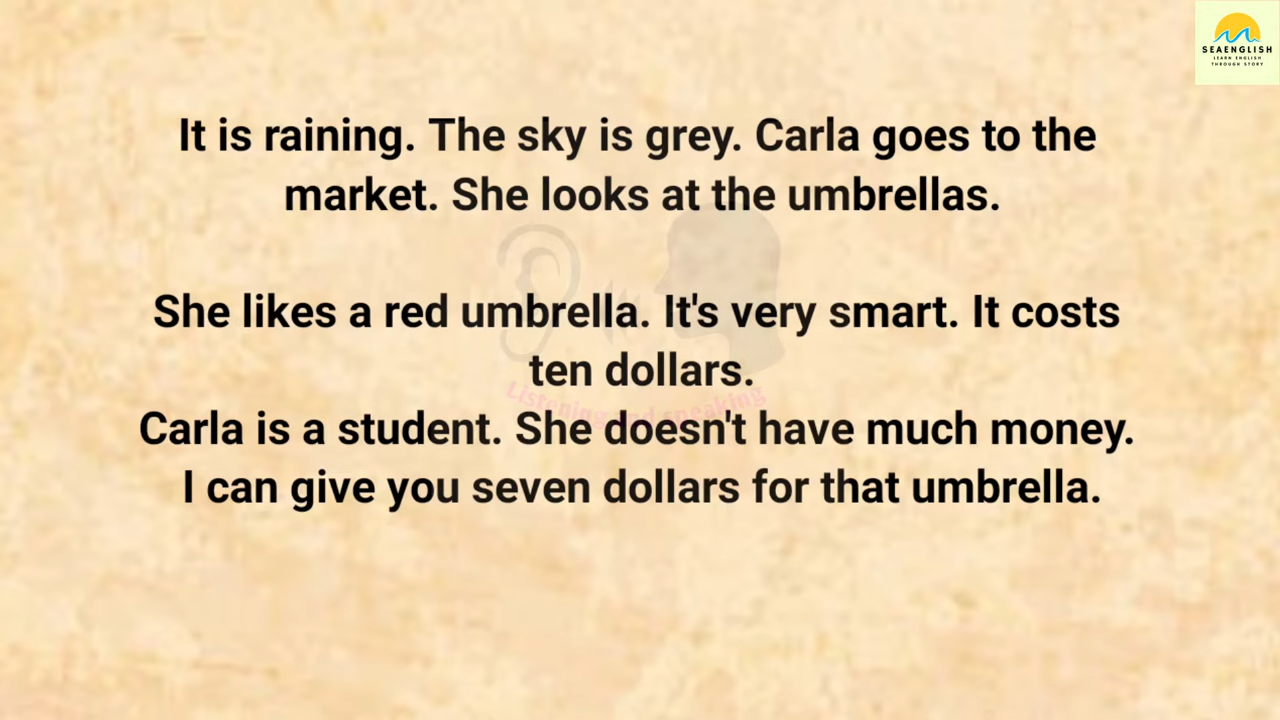 SEAENGLISH
LEARN ENGLISH
THROUGH STORY
It is raining. The sky is grey. Carla goes to the
market. She looks at the umbrellas.
She likes a red umbrella. It's very smart. It costs
ten dollars.
Listening and speaking
Carla is a student. She doesn't have much money.
I can give you seven dollars for that umbrella.